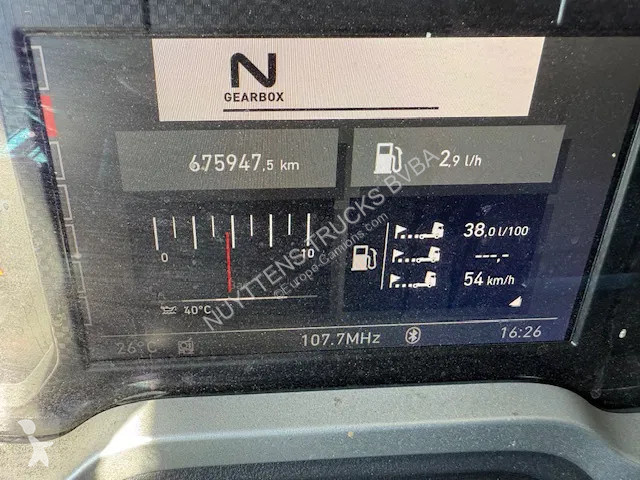 N
GEARBOX
675947,5 km
2,9 l/h
0
10
38,0 l/100
---,-
54 km/h
40°C
26°C
107.7MHz
16:26
NUYTTENS TRUCKS BVBA
Europe-Camions.com